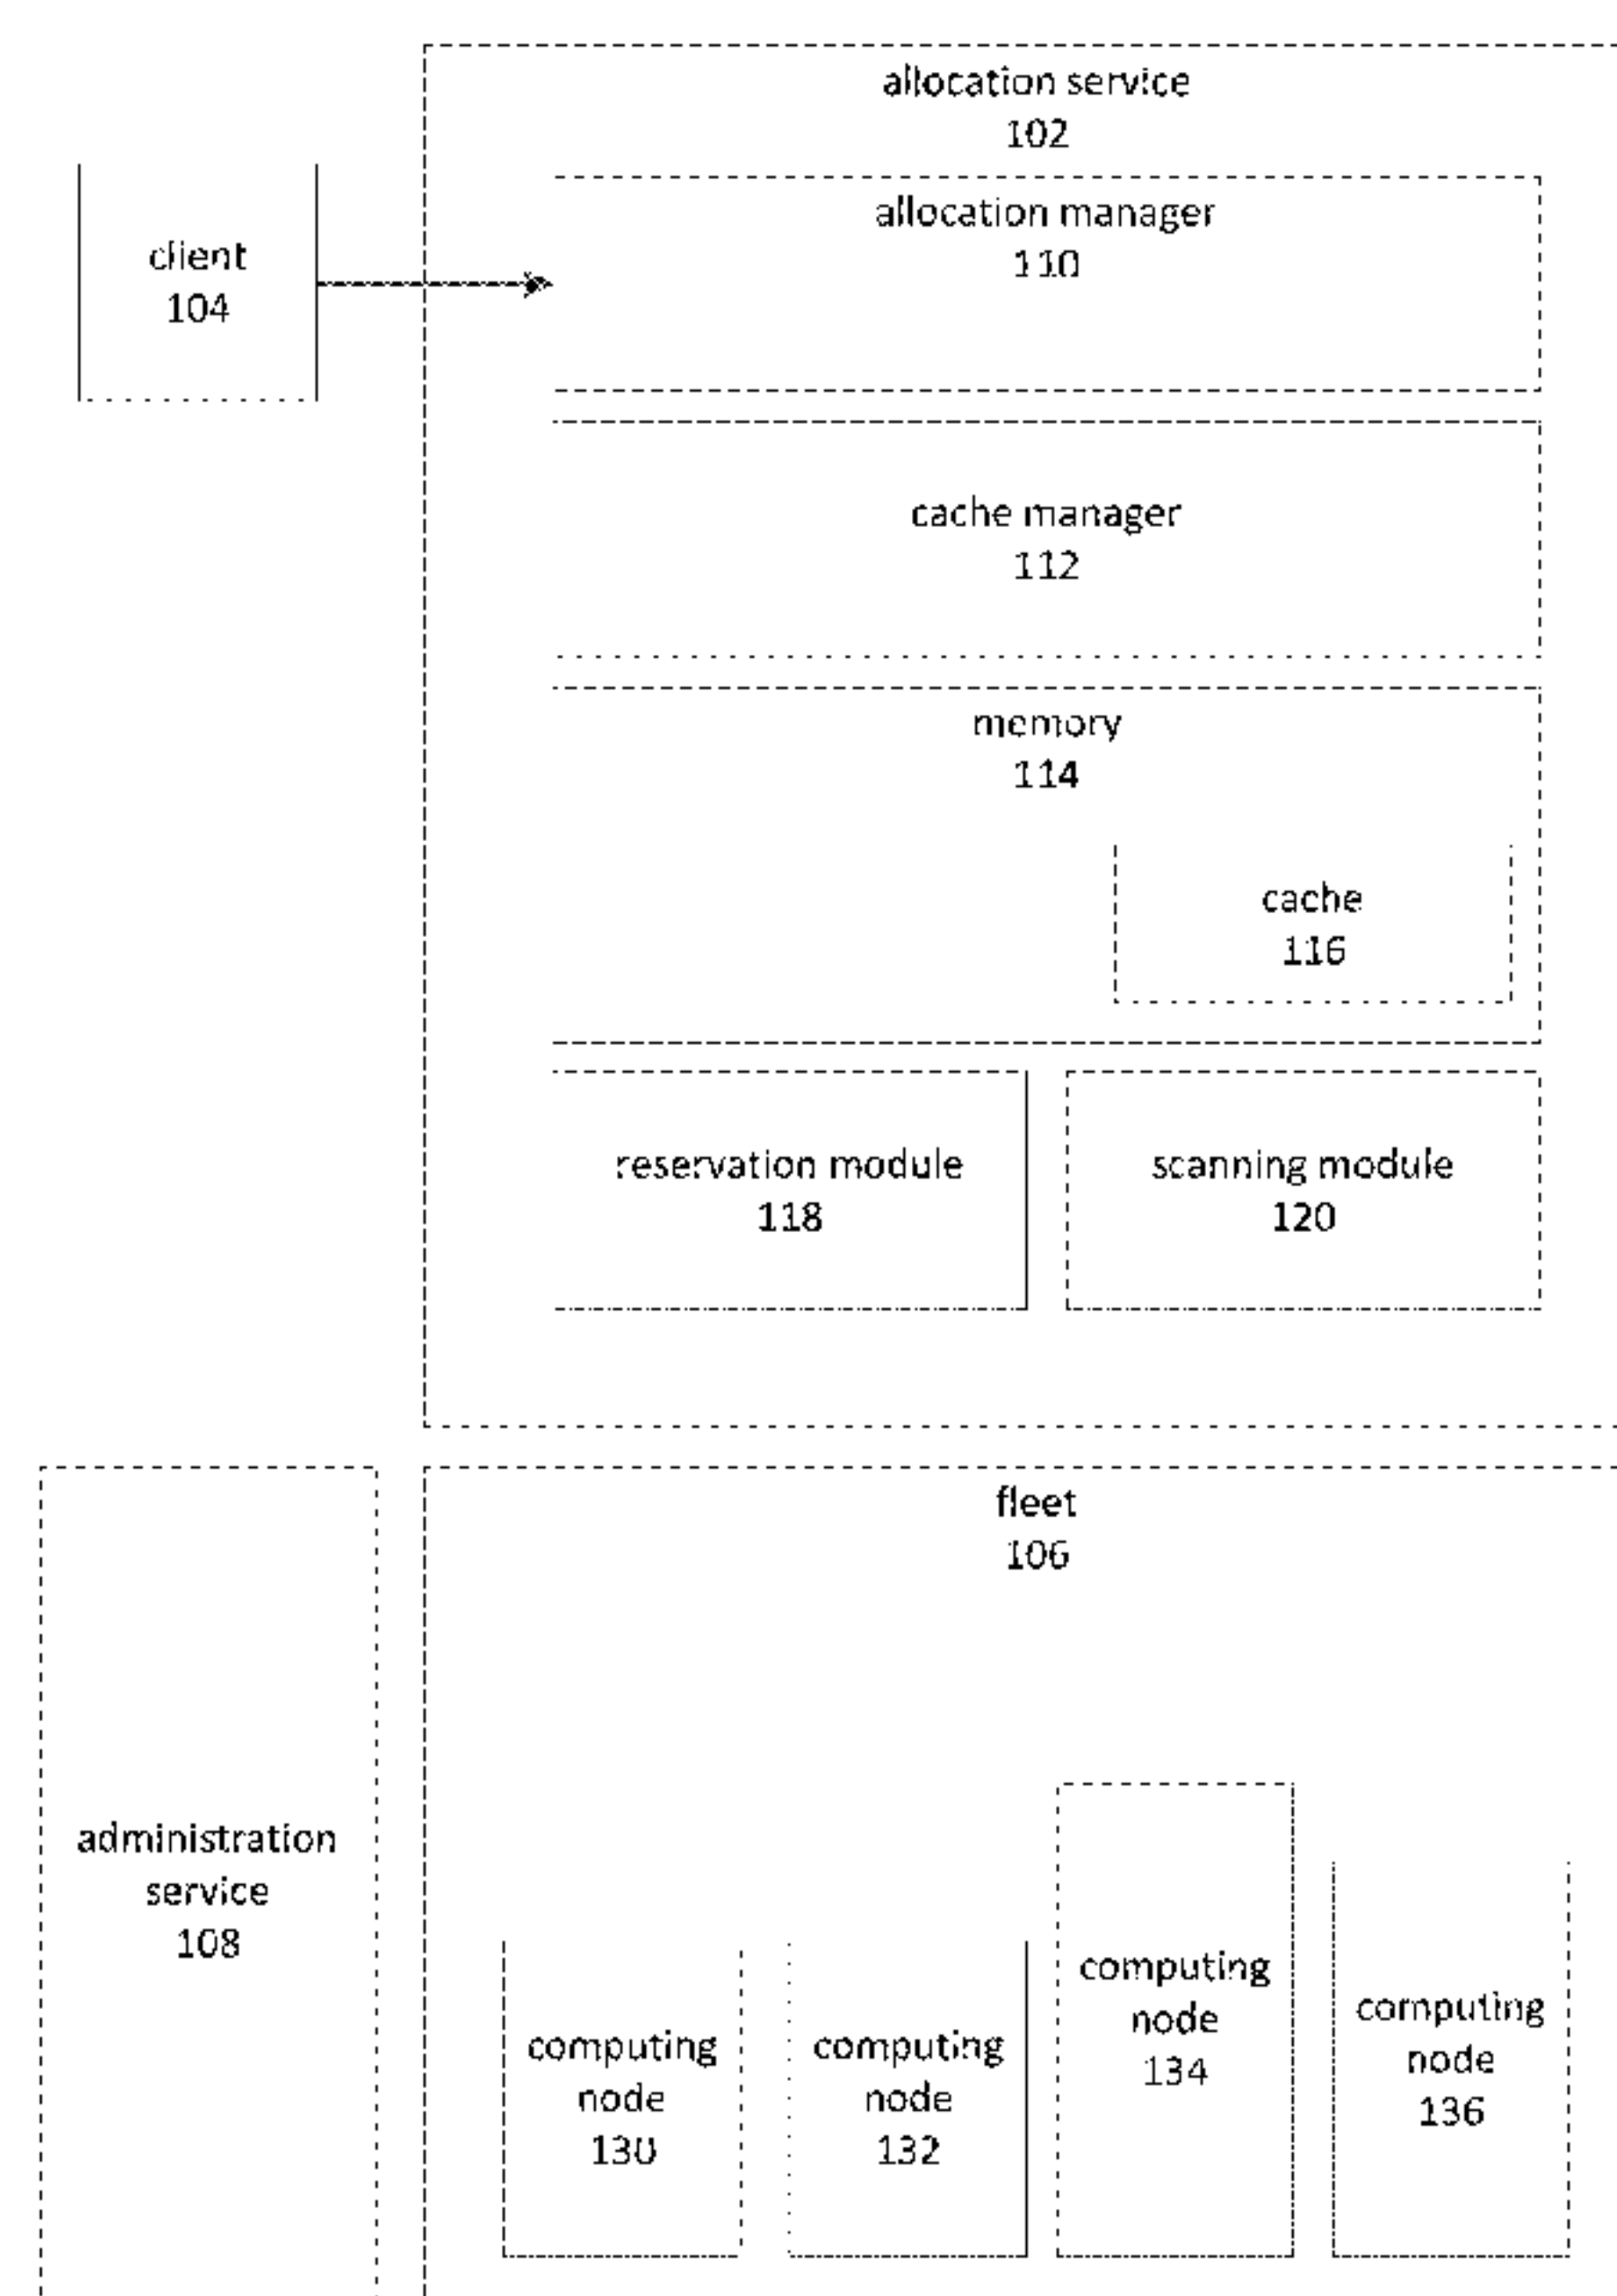 allocation service
102
allocation manager
110
client
104
cache manager
112
memory
114
cache
116
reservation module
118
scanning module
120
fleet
106
administration
service
108
computing
node
130
computing
node
132
computing
node
134
computing
node
136